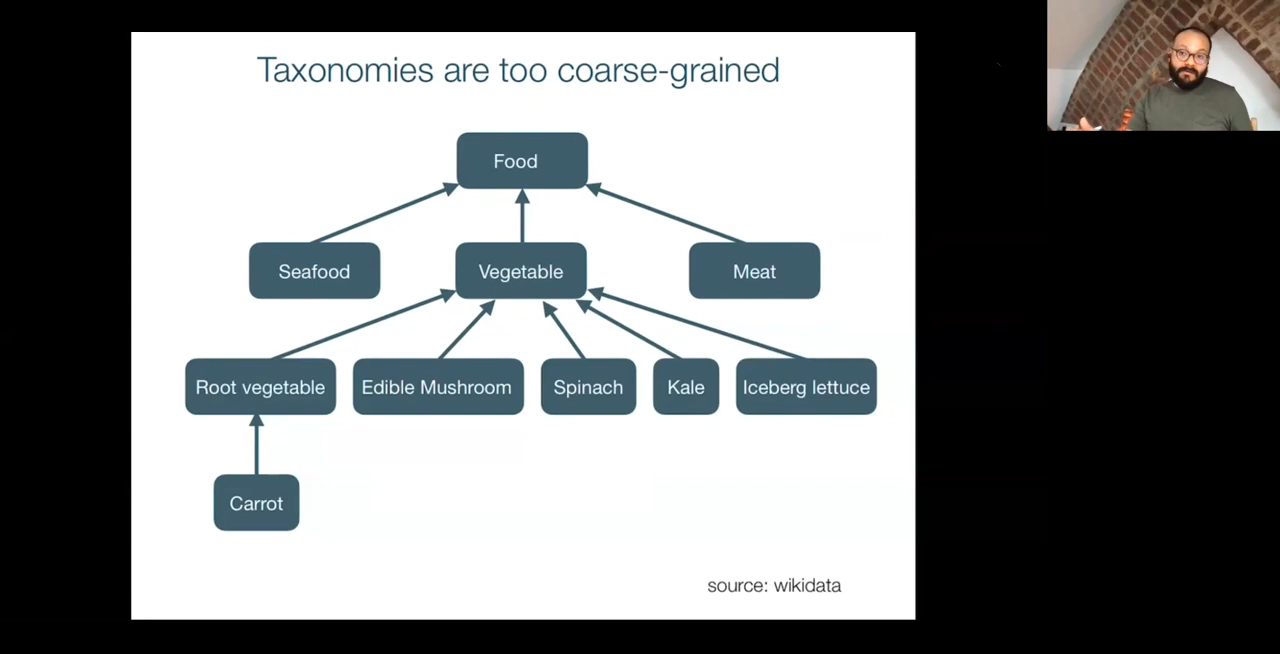 Taxonomies are too coarse-grained
Food
Seafood
Vegetable
Meat
Root vegetable
Edible Mushroom
Spinach
Kale
Iceberg lettuce
Carrot
source: wikidata